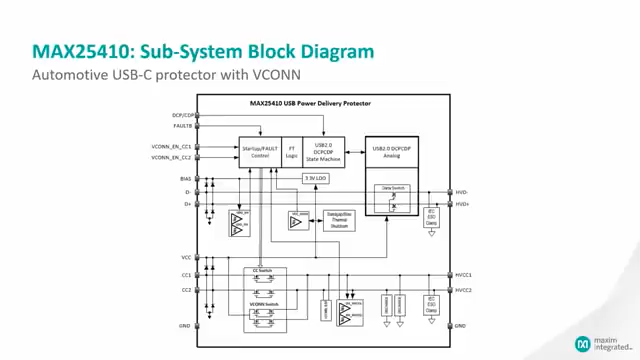 MAX25410: Sub-System Block Diagram
Automotive USB-C protector with VCONN
MAX25410 USB Power Delivery Protector
DCP/CDP
FAULTB
VCONN_EN_CC1
VCONN_EN_CC2
Startup/FAULT
Control
FT
Logic
USB2.0
DCP/CDP
State Machine
USB2.0 DCP/CDP
Analog
BIAS
3.3V LDO
D-
D+
Data Switch
HVD-
HVD+
Thermal
Shutdown
IEC
ESD
Clamp
VCC
CC1
CC2
CC Switch
VCONN Switch
HVCC1
HVCC2
IEC
ESD
Clamp
GND
GND
maxim
integrated™